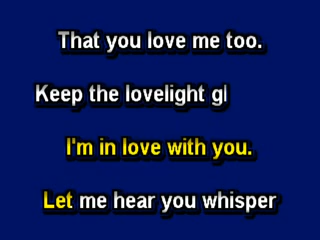 That you love me too.
Keep the lovelight gl
I'm in love with you.
Let me hear you whisper